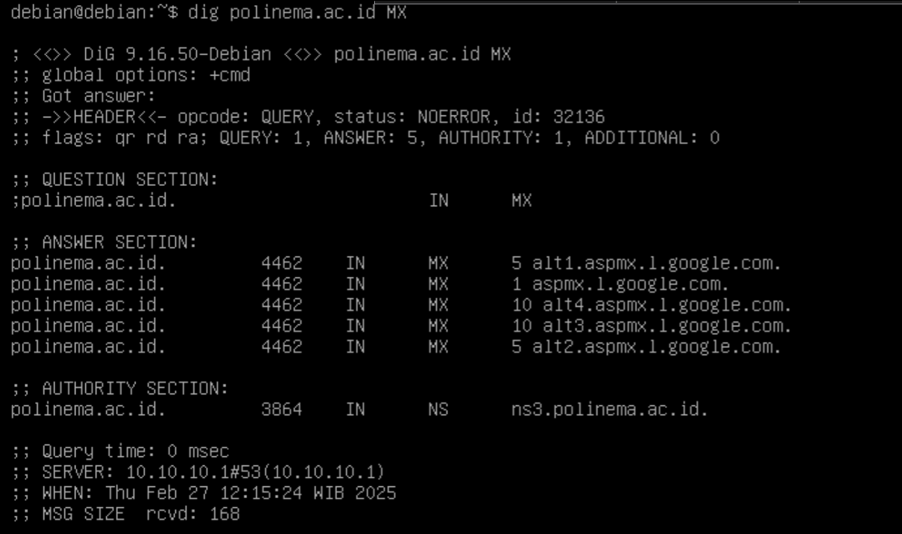 debian@debian:~$ dig polinema.ac.id MX
; <<>> DiG 9.16.50-Debian <<>> polinema.ac.id MX
;; global options: +cmd
;; Got answer:
;; ->>HEADER<<- opcode: QUERY, status: NOERROR, id: 32136
;; flags: qr rd ra; QUERY: 1, ANSWER: 5, AUTHORITY: 1, ADDITIONAL: 0
;; QUESTION SECTION:
;polinema.ac.id. IN MX
;; ANSWER SECTION:
polinema.ac.id. 4462 IN MX 5 alt1.aspmx.l.google.com.
polinema.ac.id. 4462 IN MX 1 aspmx.l.google.com.
polinema.ac.id. 4462 IN MX 10 alt4.aspmx.l.google.com.
polinema.ac.id. 4462 IN MX 10 alt3.aspmx.l.google.com.
polinema.ac.id. 4462 IN MX 5 alt2.aspmx.l.google.com.
;; AUTHORITY SECTION:
polinema.ac.id. 3864 IN NS ns3.polinema.ac.id.
;; Query time: 0 msec
;; SERVER: 10.10.10.1#53(10.10.10.1)
;; WHEN: Thu Feb 27 12:15:24 WIB 2025
;; MSG SIZE  rcvd: 168